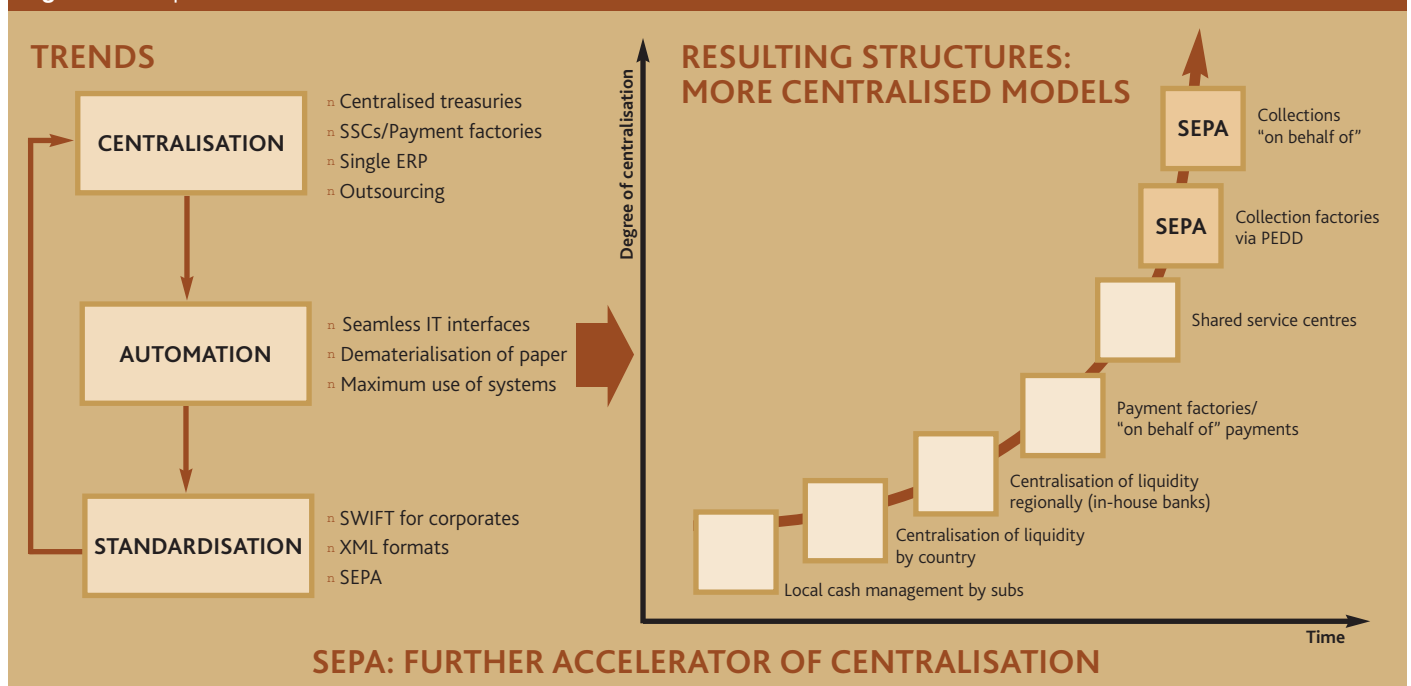 TRENDS
CENTRALISATION
n Centralised treasuries
n SSCs/Payment factories
n Single ERP
n Outsourcing
AUTOMATION
n Seamless IT interfaces
n Dematerialisation of paper
n Maximum use of systems
STANDARDISATION
n SWIFT for corporates
n XML formats
n SEPA
RESULTING STRUCTURES:
MORE CENTRALISED MODELS
Degree of centralisation
SEPA
Collections
“on behalf of”
SEPA
Collection factories
via PEDD
Shared service centres
Payment factories/
“on behalf of” payments
Centralisation of liquidity
regionally (in-house banks)
Centralisation of liquidity
by country
Local cash management by subs
Time
SEPA: FURTHER ACCELERATOR OF CENTRALISATION